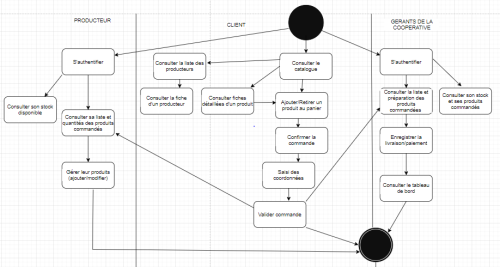 PRODUCTEUR
CLIENT
GERANTS DE LA
COOPERATIVE
S'authentifier
Consulter la liste des
producteurs
Consulter le
catalogue
S'authentifier
Consulter son stock
disponible
Consulter sa liste et
quantités des produits
commandés
Consulter la fiche
d'un producteur
Consulter fiches
détaillées d'un produit
Ajouter/Retirer un
produit au panier
Consulter la liste et
préparation des
produits
commandés
Consulter son stock
et ses produits
commandés
Confirmer la
commande
Enregistrer la
livraison/paiement
Gérer leur produits
(ajouter/modifier)
Saisi des
coordonnées
Consulter le tableau
de bord
Valider commande